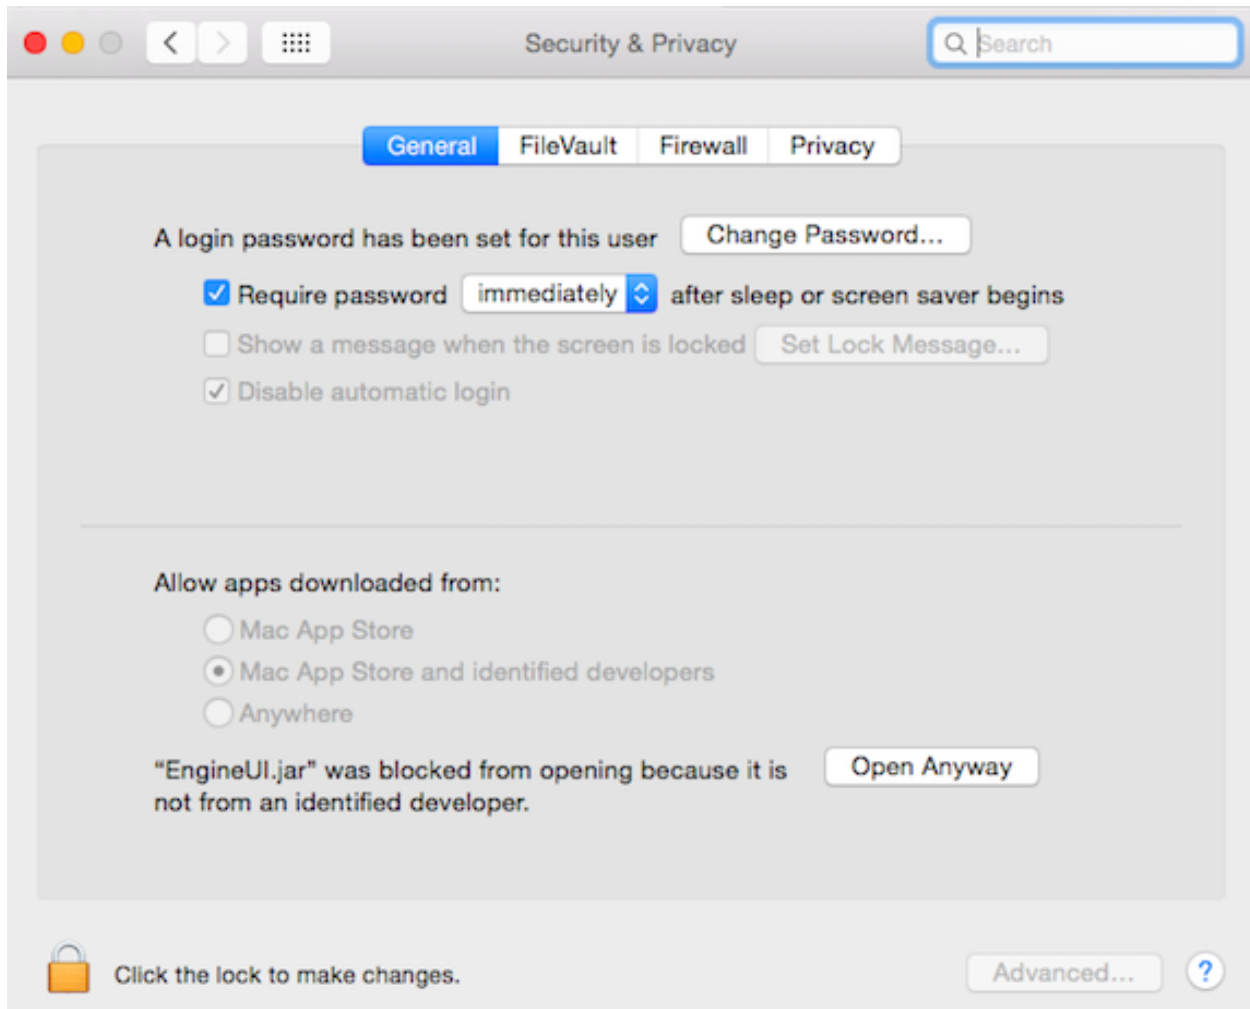 Security & Privacy
Search
General FileVault Firewall Privacy
A login password has been set for this user Change Password...
Require password immediately after sleep or screen saver begins
Show a message when the screen is locked Set Lock Message...
Disable automatic login
Allow apps downloaded from:
Mac App Store
Mac App Store and identified developers
Anywhere
“EngineUI.jar” was blocked from opening because it is Open Anyway
not from an identified developer.
Click the lock to make changes. Advanced... ?